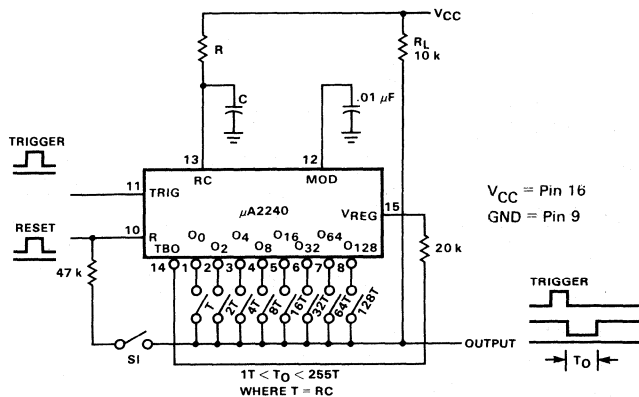 VCC
R
RL
10 k
C
.01 µF
TRIGGER
13
12
RC
MOD
11
TRIG
µA2240
VREG
15
RESET
10
R
O0 O2 O4 O8 O16 O32 O64 O128
TBO
14 1 2 3 4 5 6 7 8
20 k
47 k
T 2T 4T 8T 16T 32T 64T 128T
SI
OUTPUT
1T < TO < 255T
WHERE T = RC
VCC = Pin 16
GND = Pin 9
TRIGGER
TO